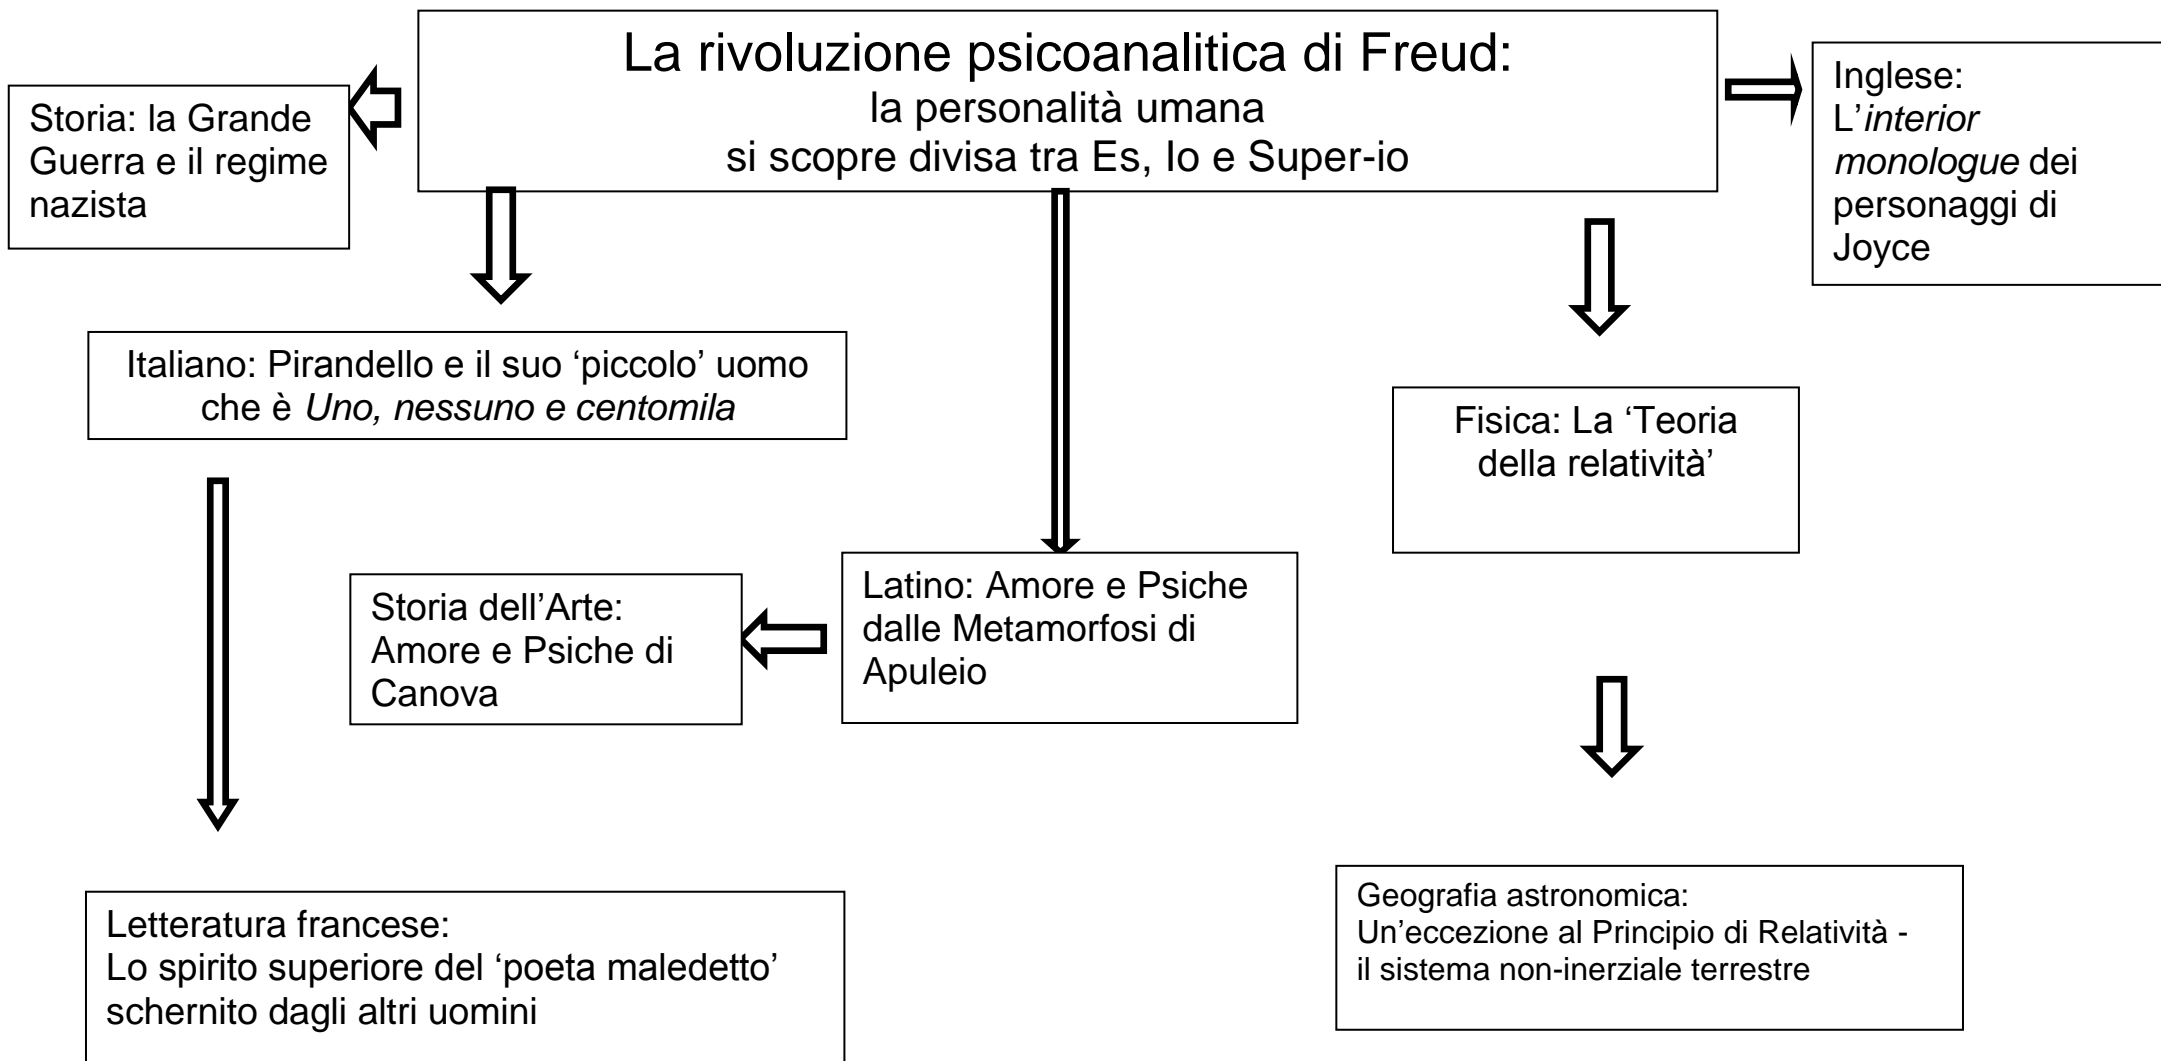 La rivoluzione psicoanalitica di Freud:
la personalità umana
si scopre divisa tra Es, Io e Super-io
Storia: la Grande
Guerra e il regime
nazista
Inglese:
L’interior
monologue dei
personaggi di
Joyce
Italiano: Pirandello e il suo ‘piccolo’ uomo
che è Uno, nessuno e centomila
Fisica: La ‘Teoria
della relatività’
Storia dell’Arte:
Amore e Psiche di
Canova
Latino: Amore e Psiche
dalle Metamorfosi di
Apuleio
Letteratura francese:
Lo spirito superiore del ‘poeta maledetto’
schernito dagli altri uomini
Geografia astronomica:
Un’eccezione al Principio di Relatività -
il sistema non-inerziale terrestre